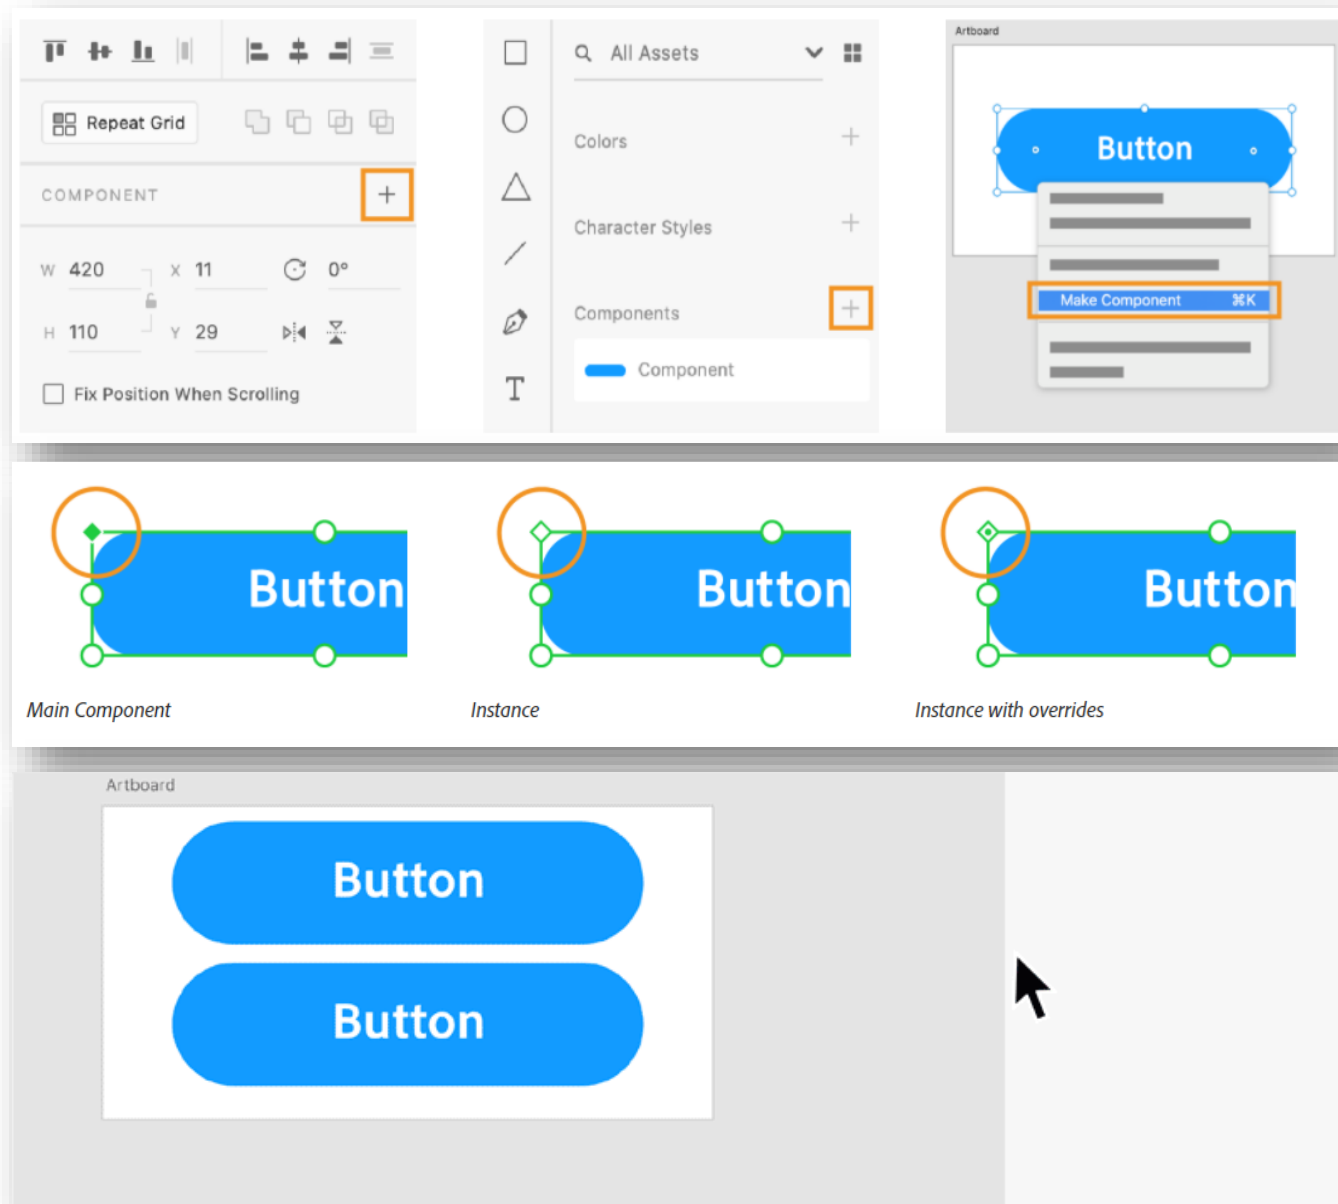 Repeat Grid
COMPONENT
W 420 X 11 0°
H 110 Y 29
Fix Position When Scrolling
All Assets
Colors
Character Styles
Components
Component
T
Artboard
Button
Make Component ⌘K
Button
Main Component
Button
Instance
Button
Instance with overrides
Artboard
Button
Button